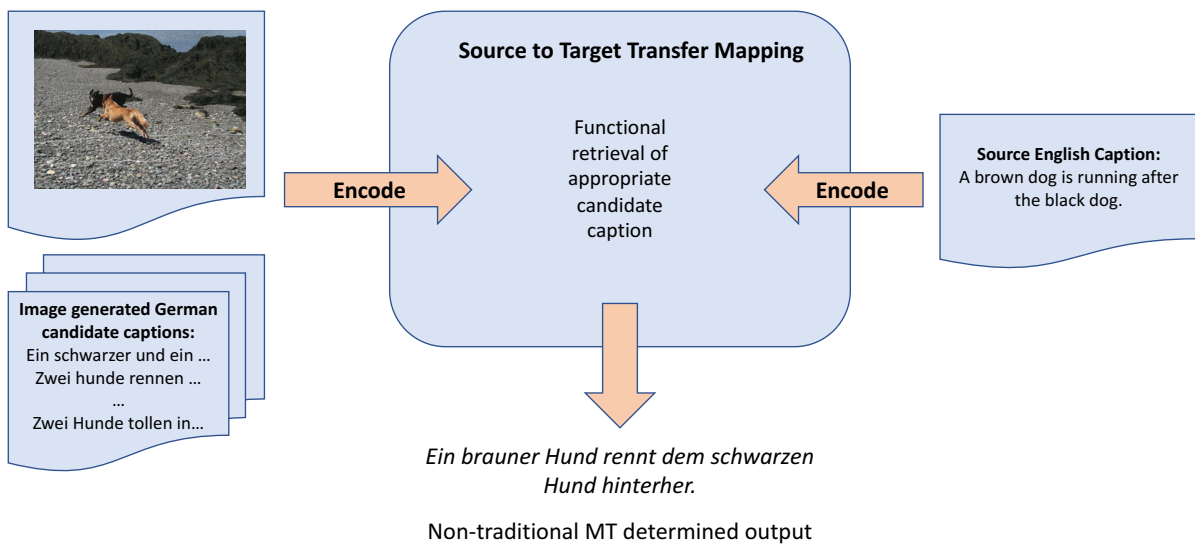 Source to Target Transfer Mapping
Functional
retrieval of
appropriate
candidate
caption
Encode
Encode
Source English Caption:
A brown dog is running after
the black dog.
Image generated German
candidate captions:
Ein schwarzer und ein ...
Zwei hunde rennen ...
...
Zwei Hunde tollen in...
Ein brauner Hund rennt dem schwarzen
Hund hinterher.
Non-traditional MT determined output